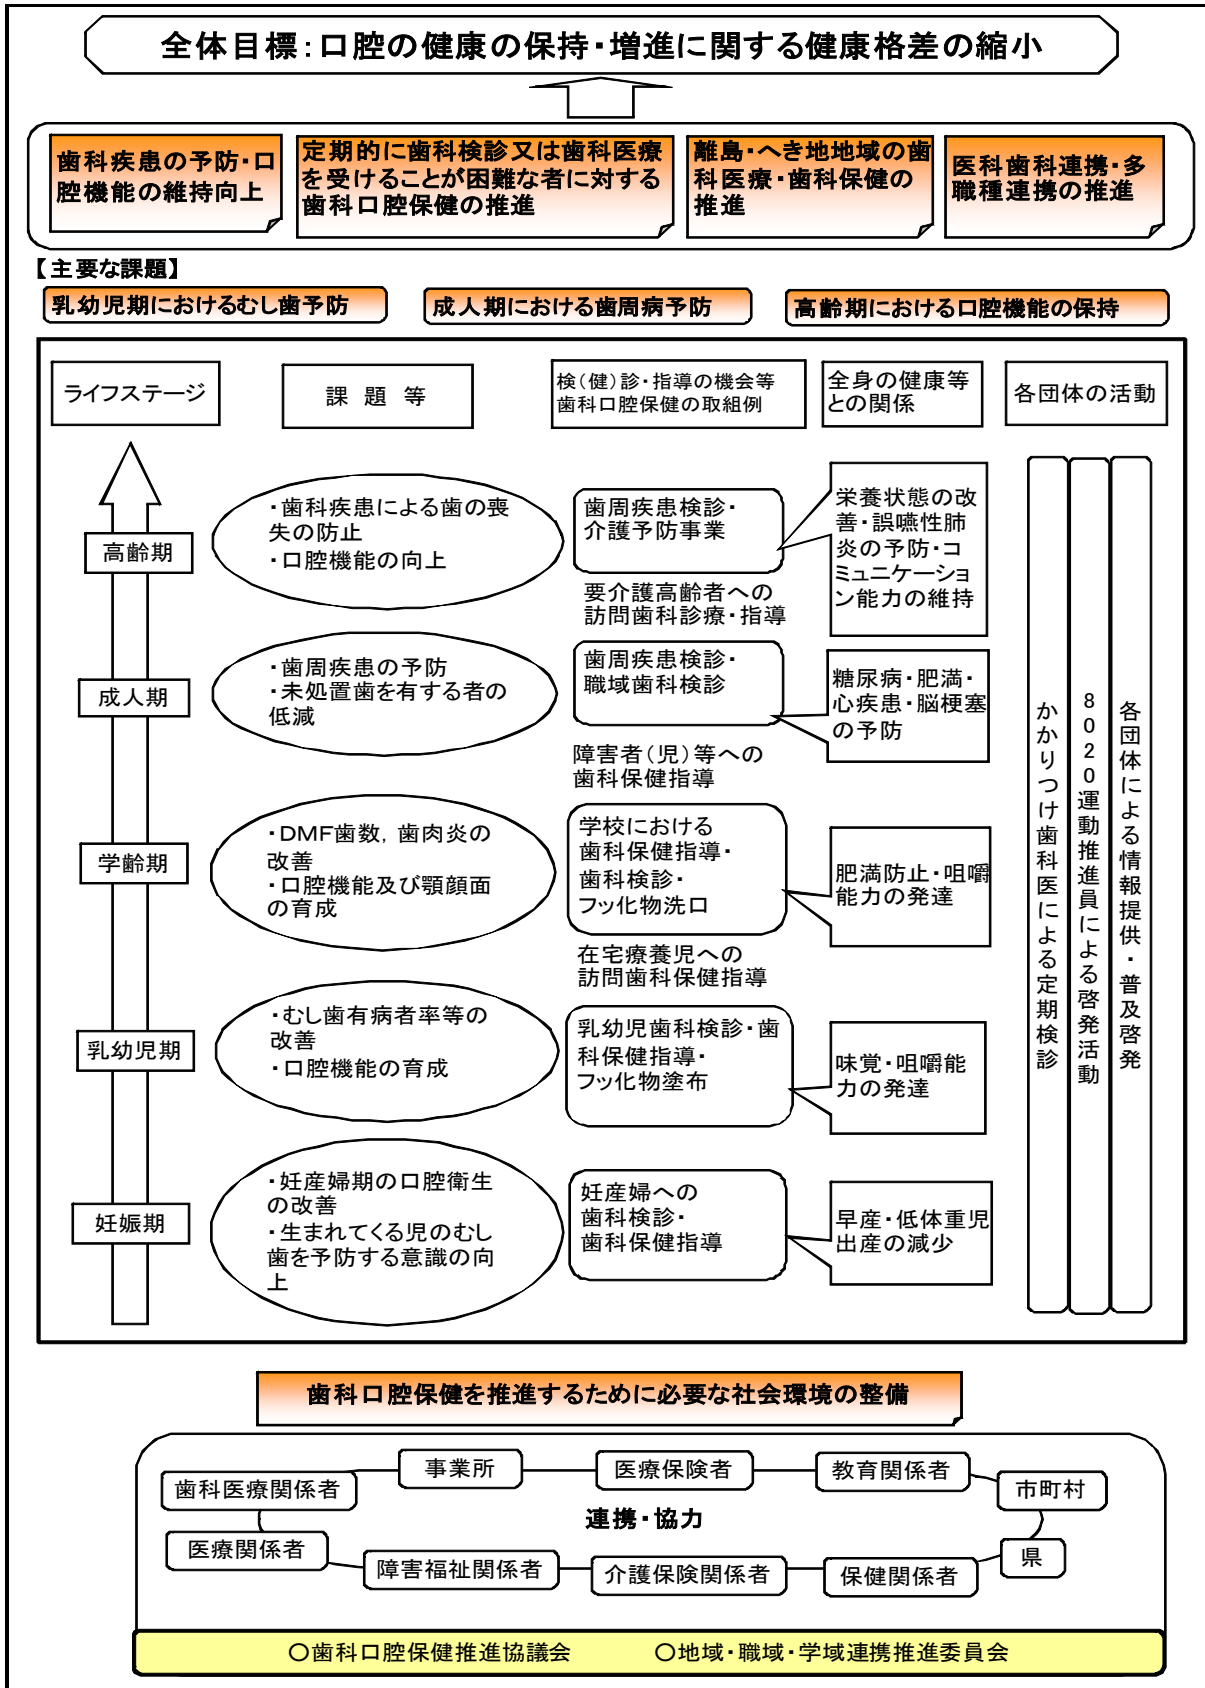 全体目標:口腔の健康の保持・増進に関する健康格差の縮小
歯科疾患の予防・口
腔機能の維持向上
定期的に歯科検診又は歯科医療
を受けることが困難な者に対する
歯科口腔保健の推進
離島・へき地地域の歯
科医療・歯科保健の
推進
医科歯科連携・多
職種連携の推進
【主要な課題】
乳幼児期におけるむし歯予防
成人期における歯周病予防
高齢期における口腔機能の保持
ライフステージ
課 題 等
検(健)診・指導の機会等
歯科口腔保健の取組例
全身の健康等
との関係
各団体の活動
高齢期
・歯科疾患による歯の喪
失の防止
・口腔機能の向上
歯周疾患検診・
介護予防事業
要介護高齢者への
訪問歯科診療・指導
栄養状態の改
善・誤嚥性肺
炎の予防・コ
ミュニケーショ
ン能力の維持
成人期
・歯周疾患の予防
・未処置歯を有する者の
低減
歯周疾患検診・
職域歯科検診
障害者(児)等への
歯科保健指導
糖尿病・肥満・
心疾患・脳梗塞
の予防
学齢期
・DMF歯数,歯肉炎の
改善
・口腔機能及び顎顔面
の育成
学校における
歯科保健指導・
歯科検診・
フッ化物洗口
在宅療養児への
訪問歯科保健指導
肥満防止・咀嚼
能力の発達
乳幼児期
・むし歯有病者率等の
改善
・口腔機能の育成
乳幼児歯科検診・歯
科保健指導・
フッ化物塗布
味覚・咀嚼能
力の発達
妊娠期
・妊産婦期の口腔衛生
の改善
・生まれてくる児のむし
歯を予防する意識の向
上
妊産婦への
歯科検診・
歯科保健指導
早産・低体重児
出産の減少
かかりつけ歯科医による定期検診
8020運動推進員による啓発活動
各団体による情報提供・普及啓発
歯科口腔保健を推進するために必要な社会環境の整備
歯科医療関係者
事業所
医療保険者
教育関係者
市町村
連携・協力
医療関係者
障害福祉関係者
介護保険関係者
保健関係者
県
○歯科口腔保健推進協議会
○地域・職域・学域連携推進委員会